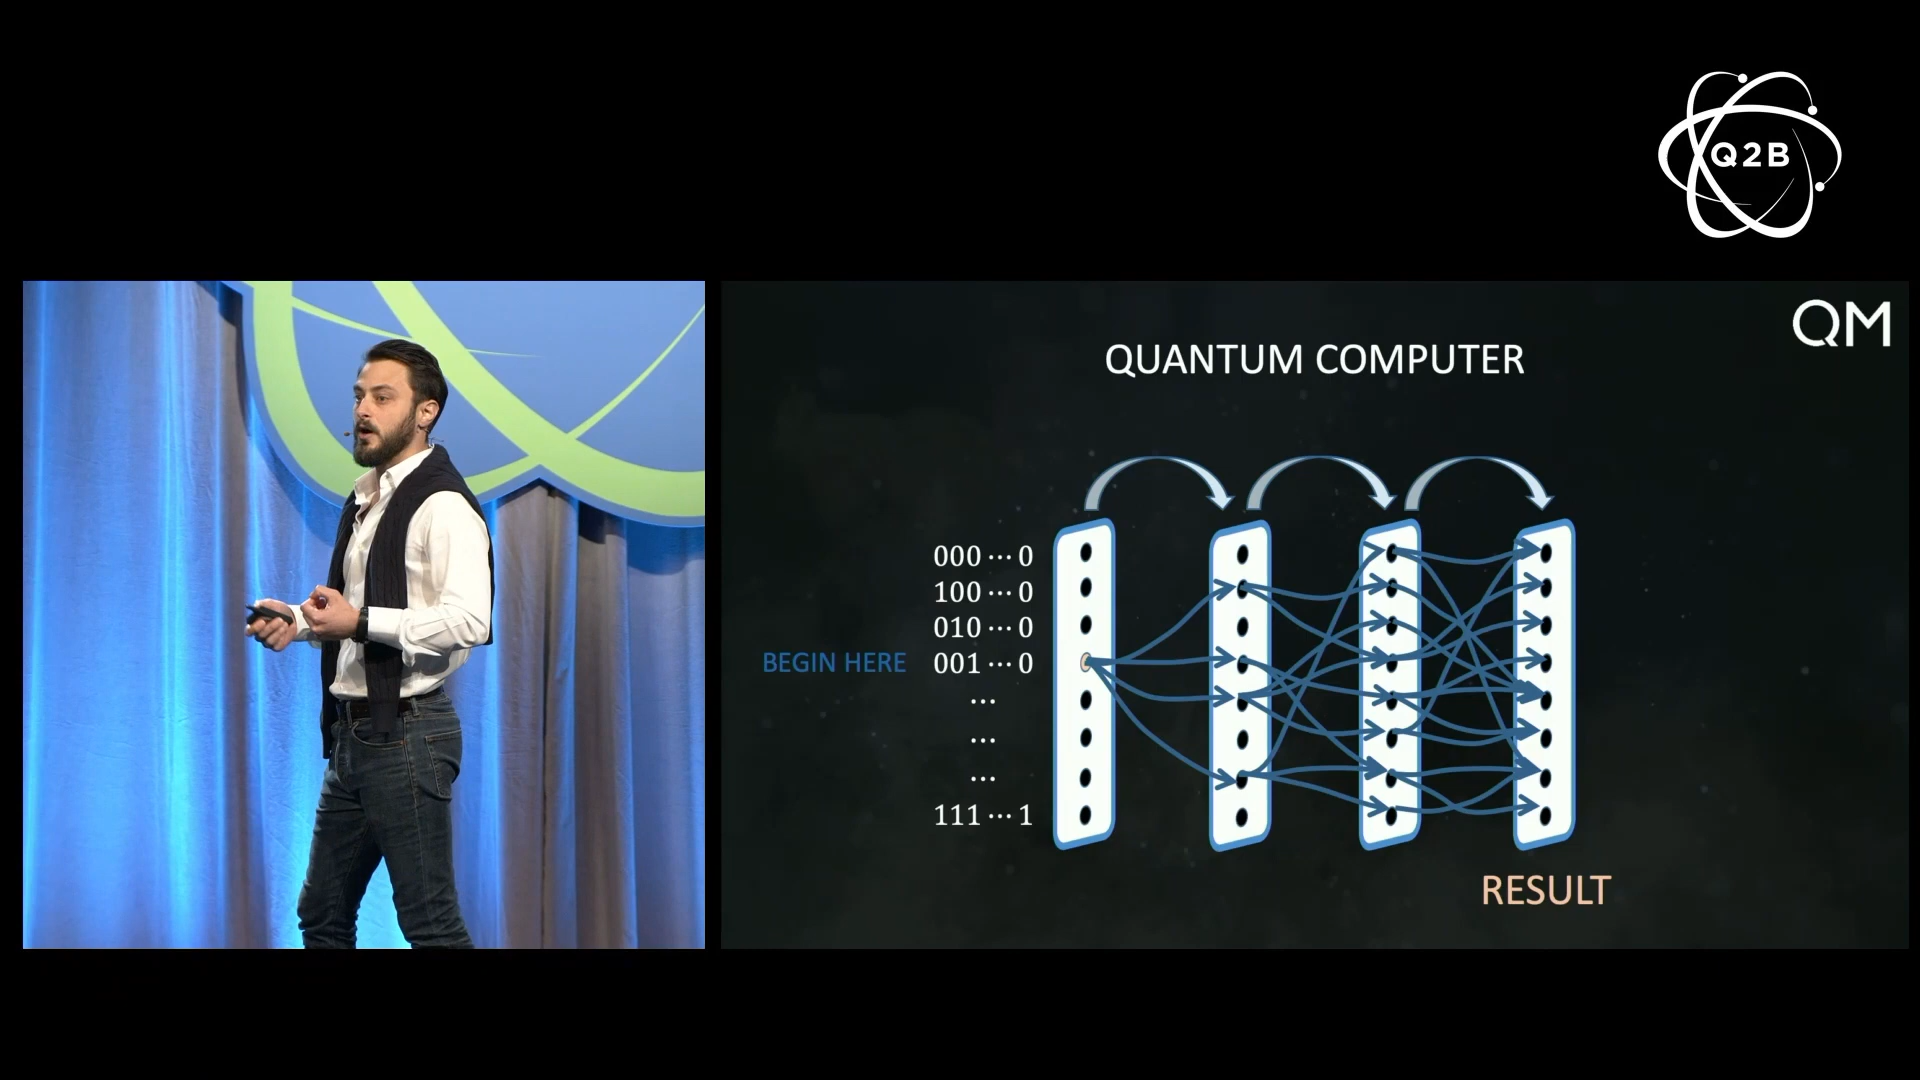 Q2B
QM
QUANTUM COMPUTER
000 ··· 0
100 ··· 0
010 ··· 0
BEGIN HERE 001 ··· 0
...
...
...
111 ··· 1
RESULT